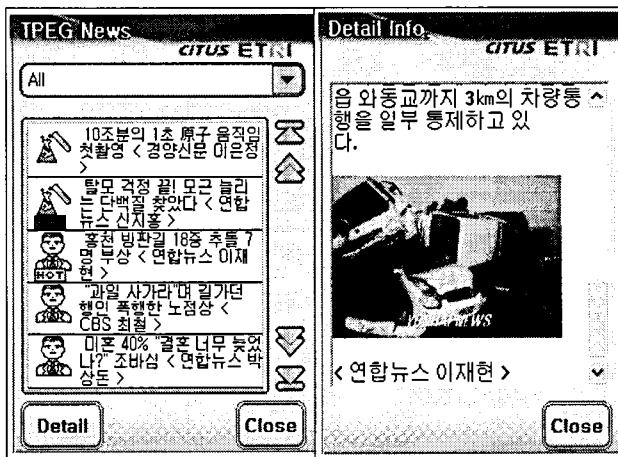 TPEG News
CITUS ETRI
All
10조분의 1초 原子 움직임
첫촬영 < 경양신문 이은정
>
탈모 걱정 끝! 모근 늘리
는 단백질 찾았다 < 연합
뉴스 신지홍 >
홍천 빙판길 18중 추돌 7
명 부상 < 연합뉴스 이재
현 >
HOT
"과일 사가라"며 길가던
행인 폭행한 노점상 <
CBS 최철 >
미혼 40% "결혼 너무 늦었
나?" 조바심 < 연합뉴스 박
상돈 >
Detail
Close
Detail Info.
CITUS ETRI
읍 와동교까지 3km의 차량통
행을 일부 통제하고 있
다.
NEWS
< 연합뉴스 이재현 >
Close